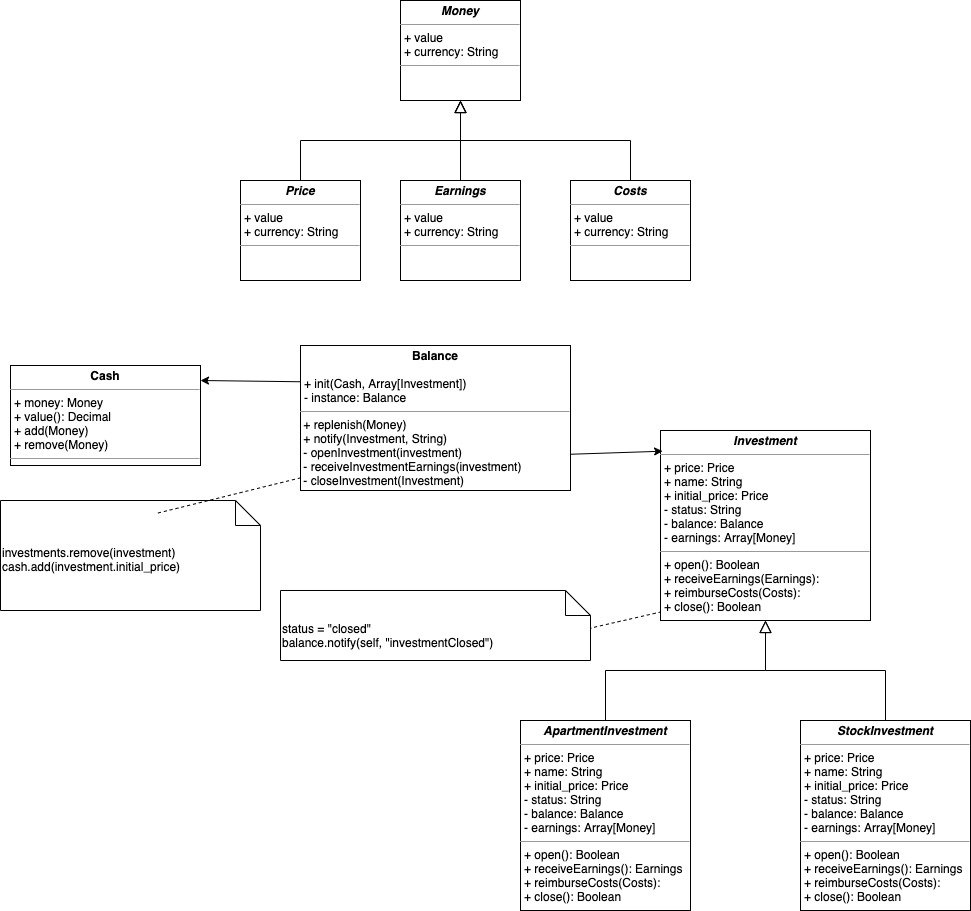 Money
+ value
+ currency: String
Price
+ value
+ currency: String
Earnings
+ value
+ currency: String
Costs
+ value
+ currency: String
Cash
+ money: Money
+ value(): Decimal
+ add(Money)
+ remove(Money)
Balance
+ init(Cash, Array[Investment])
- instance: Balance
+ replenish(Money)
+ notify(Investment, String)
- openInvestment(investment)
- receiveInvestmentEarnings(investment)
- closeInvestment(Investment)
Investment
+ price: Price
+ name: String
+ initial_price: Price
- status: String
- balance: Balance
- earnings: Array[Money]
+ open(): Boolean
+ receiveEarnings(Earnings):
+ reimburseCosts(Costs):
+ close(): Boolean
investments.remove(investment)
cash.add(investment.initial_price)
status = "closed"
balance.notify(self, "investmentClosed")
ApartmentInvestment
+ price: Price
+ name: String
+ initial_price: Price
- status: String
- balance: Balance
- earnings: Array[Money]
+ open(): Boolean
+ receiveEarnings(): Earnings
+ reimburseCosts(Costs):
+ close(): Boolean
StockInvestment
+ price: Price
+ name: String
+ initial_price: Price
- status: String
- balance: Balance
- earnings: Array[Money]
+ open(): Boolean
+ receiveEarnings(): Earnings
+ reimburseCosts(Costs):
+ close(): Boolean